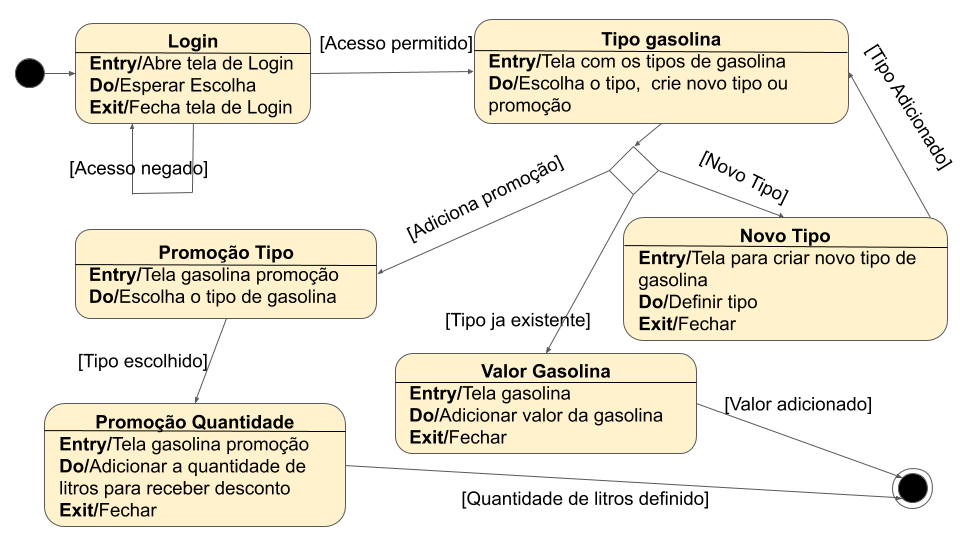 Login
Entry/Abre tela de Login
Do/Esperar Escolha
Exit/Fecha tela de Login
[Acesso permitido]
Tipo gasolina
Entry/Tela com os tipos de gasolina
Do/Escolha o tipo, crie novo tipo ou
promoção
[Tipo Adicionado]
[Acesso negado]
[Adiciona promoção]
[Novo Tipo]
Promoção Tipo
Entry/Tela gasolina promoção
Do/Escolha o tipo de gasolina
Novo Tipo
Entry/Tela para criar novo tipo de
gasolina
Do/Definir tipo
Exit/Fechar
[Tipo ja existente]
[Tipo escolhido]
Valor Gasolina
Entry/Tela gasolina
Do/Adicionar valor da gasolina
Exit/Fechar
[Valor adicionado]
Promoção Quantidade
Entry/Tela gasolina promoção
Do/Adicionar a quantidade de
litros para receber desconto
Exit/Fechar
[Quantidade de litros definido]